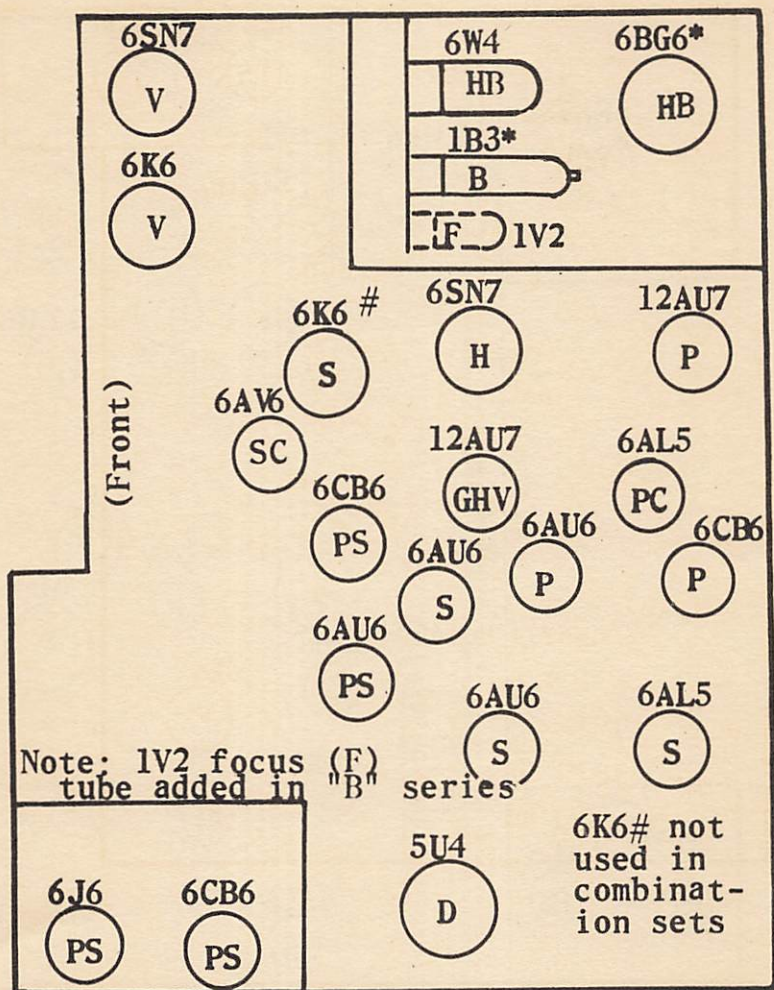 6SN7
V
6K6
V
6W4
HB
1B3*
B
F 1V2
6BG6*
HB
6K6 #
S
6SN7
H
12AU7
P
(Front)
6AV6
SC
12AU7
GHV
6AL5
PC
6CB6
PS
6AU6
S
6AU6
P
6CB6
P
6AU6
PS
6AU6
S
6AL5
S
Note: 1V2 focus (F)
tube added in "B" series
6J6
PS
6CB6
PS
5U4
D
6K6# not
used in
combinat-
ion sets